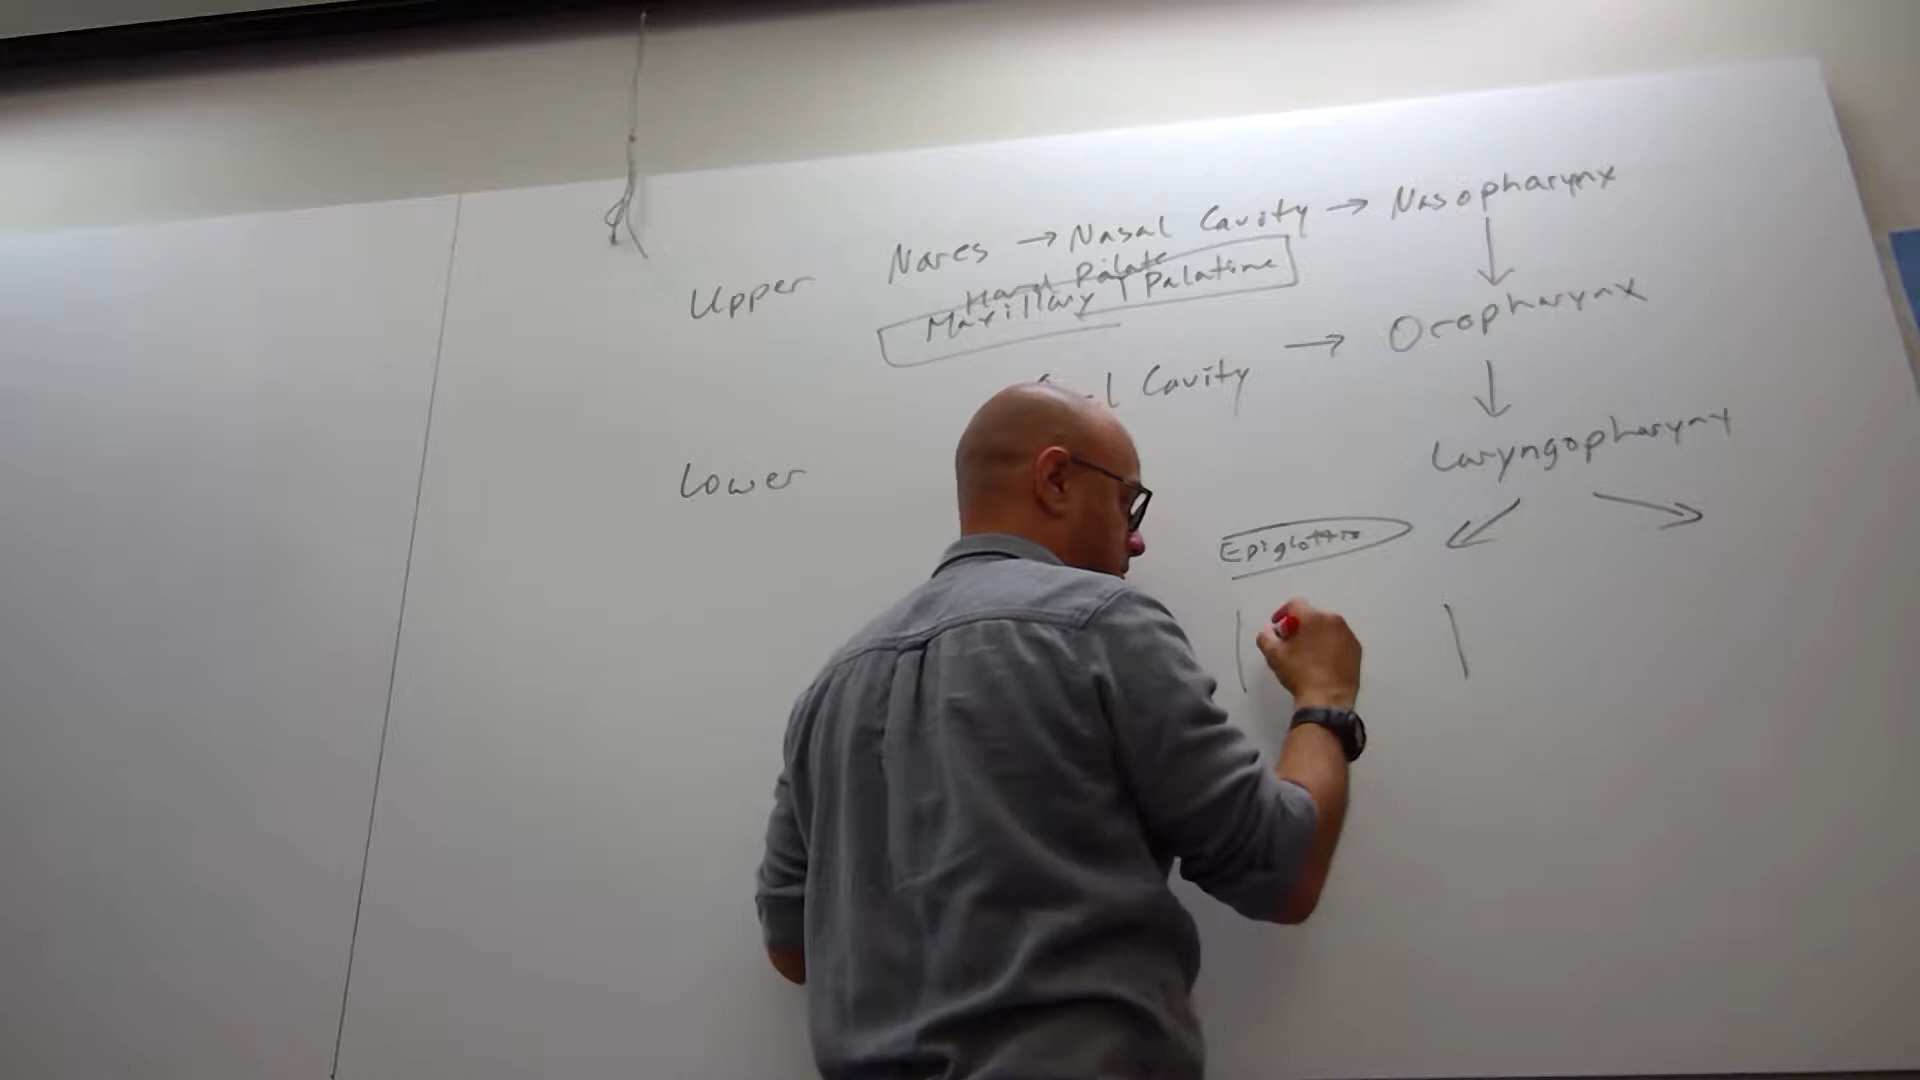 Upper Nares → Nasal Cavity → Nasopharynx
Hard Palate
Maxillary | Palatine
Cavity → Oropharynx
Laryngopharynx
Lower
Epiglottis